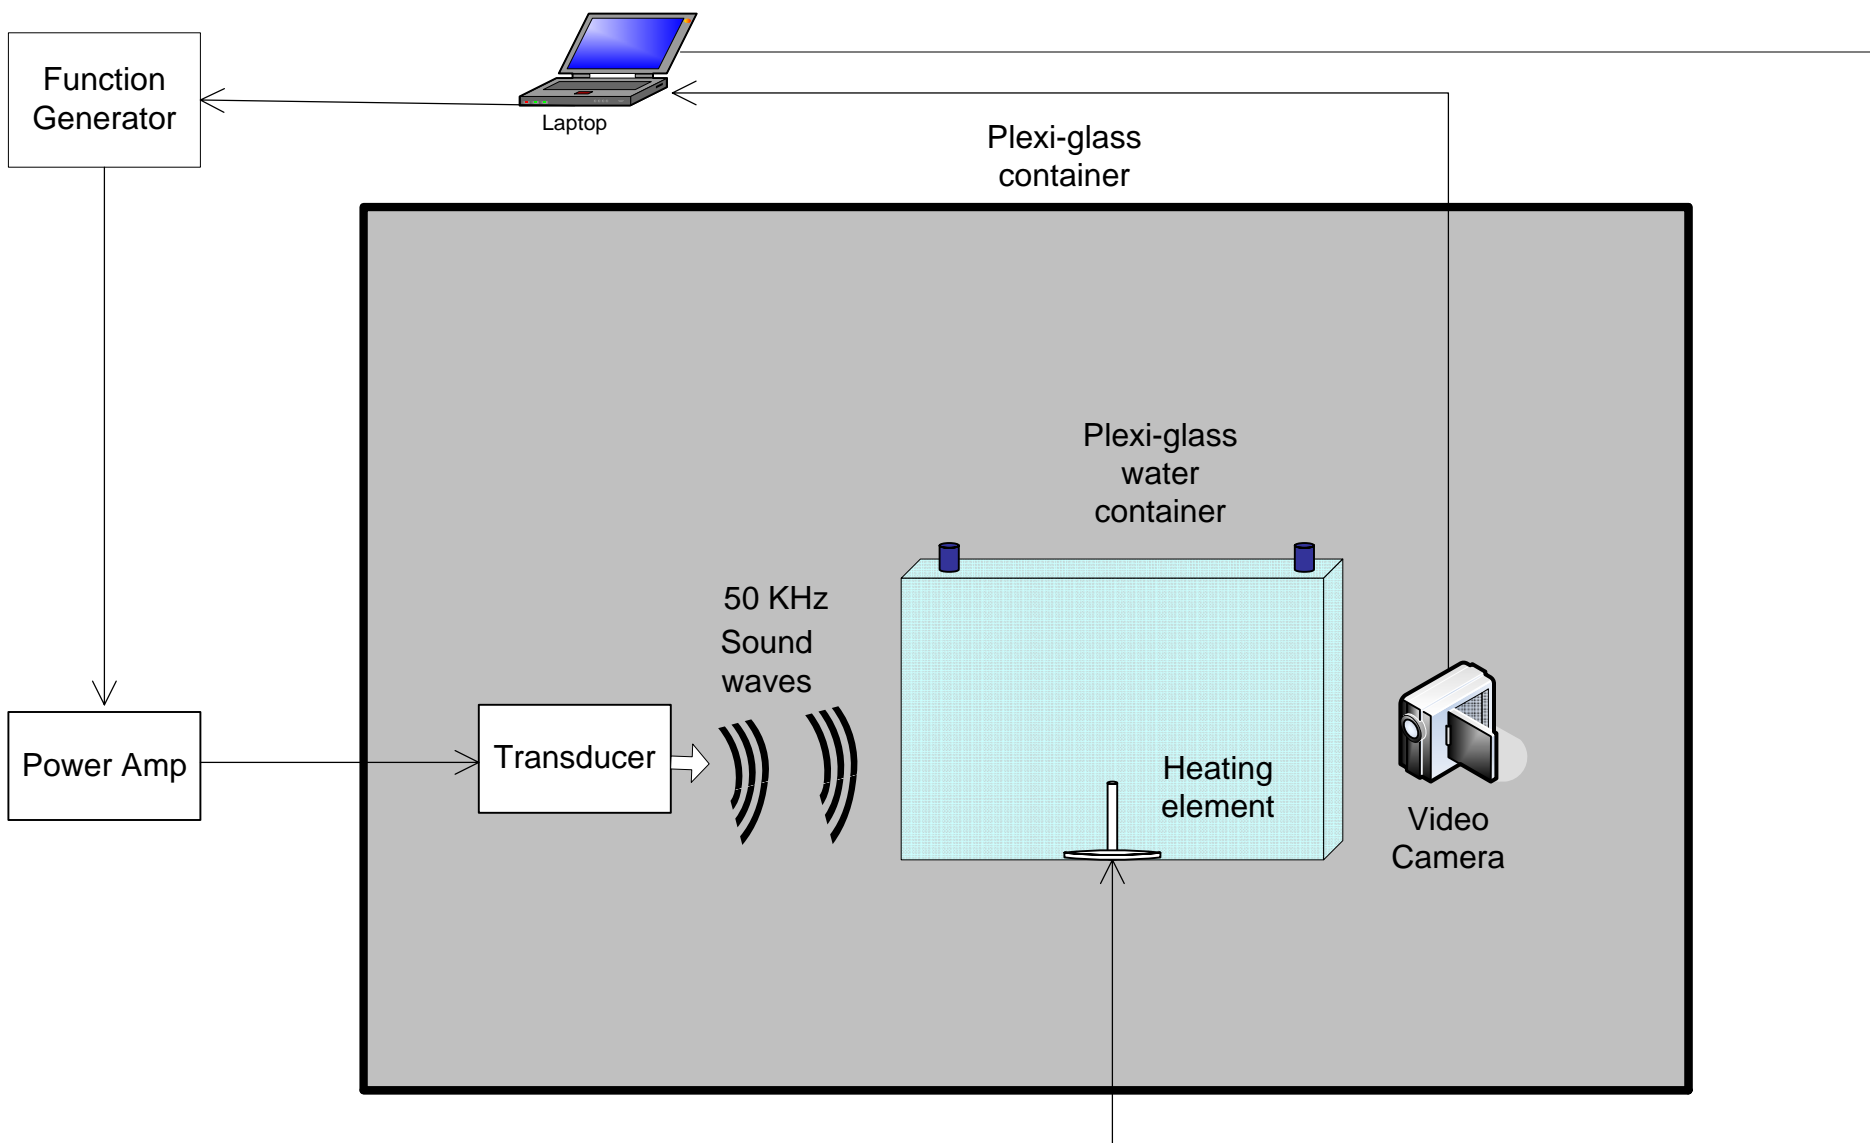 Function
Generator
Laptop
Plexi-glass
container
Plexi-glass
water
container
50 KHz
Sound
waves
Power Amp
Transducer
Heating
element
Video
Camera